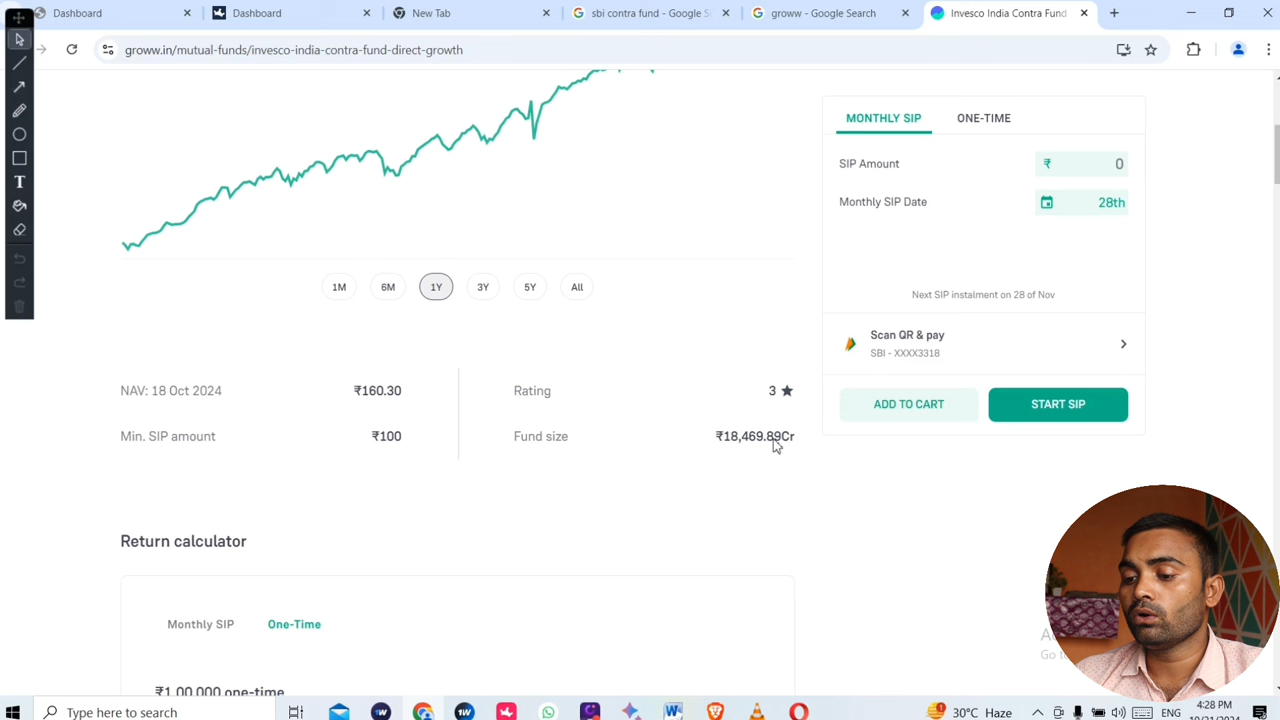 Dashboard
Dashboard
New T
sbi contra fund - Google
groww - Google Search
Invesco India Contra Fund
groww.in/mutual-funds/invesco-india-contra-fund-direct-growth
MONTHLY SIP
ONE-TIME
SIP Amount
₹ 0
Monthly SIP Date
28th
Next SIP instalment on 28 of Nov
1M
6M
1Y
3Y
5Y
All
Scan QR & pay
SBI - XXXX3318
ADD TO CART
START SIP
NAV: 18 Oct 2024
₹160.30
Rating
3 ★
Min. SIP amount
₹100
Fund size
₹18,469.89Cr
Return calculator
Monthly SIP
One-Time
₹1,00,000 one-time
T
Go to
Type here to search
30°C Haze
ENG
4:28 PM